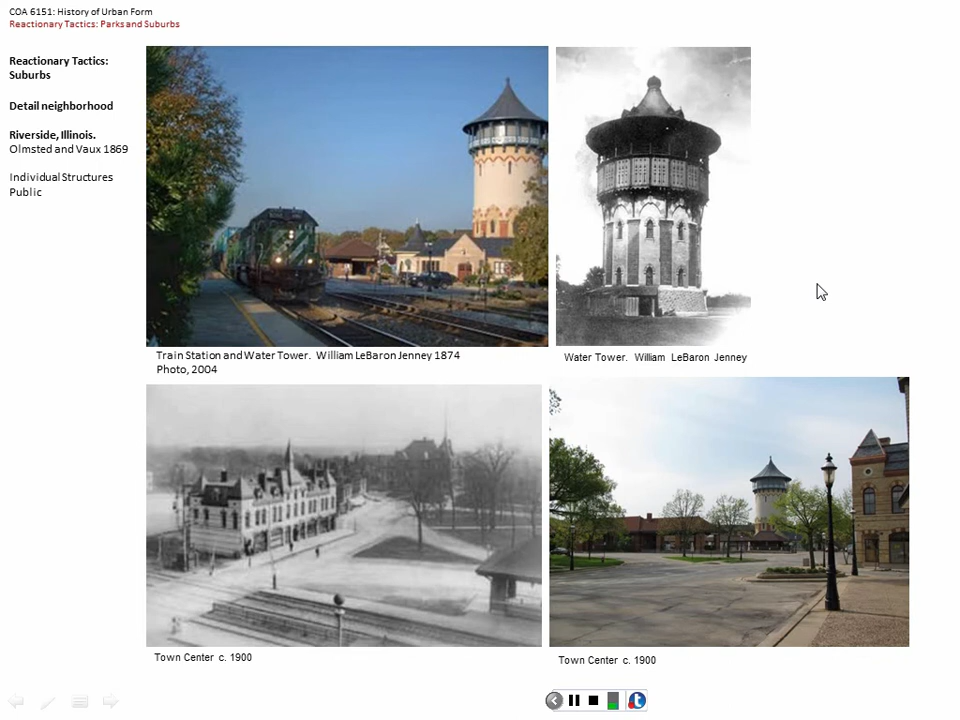 COA 6151: History of Urban Form
Reactionary Tactics: Parks and Suburbs
Reactionary Tactics:
Suburbs
Detail neighborhood
Riverside, Illinois.
Olmsted and Vaux 1869
Individual Structures
Public
Train Station and Water Tower. William LeBaron Jenney 1874
Photo, 2004
Water Tower. William LeBaron Jenney
Town Center c. 1900
Town Center c. 1900